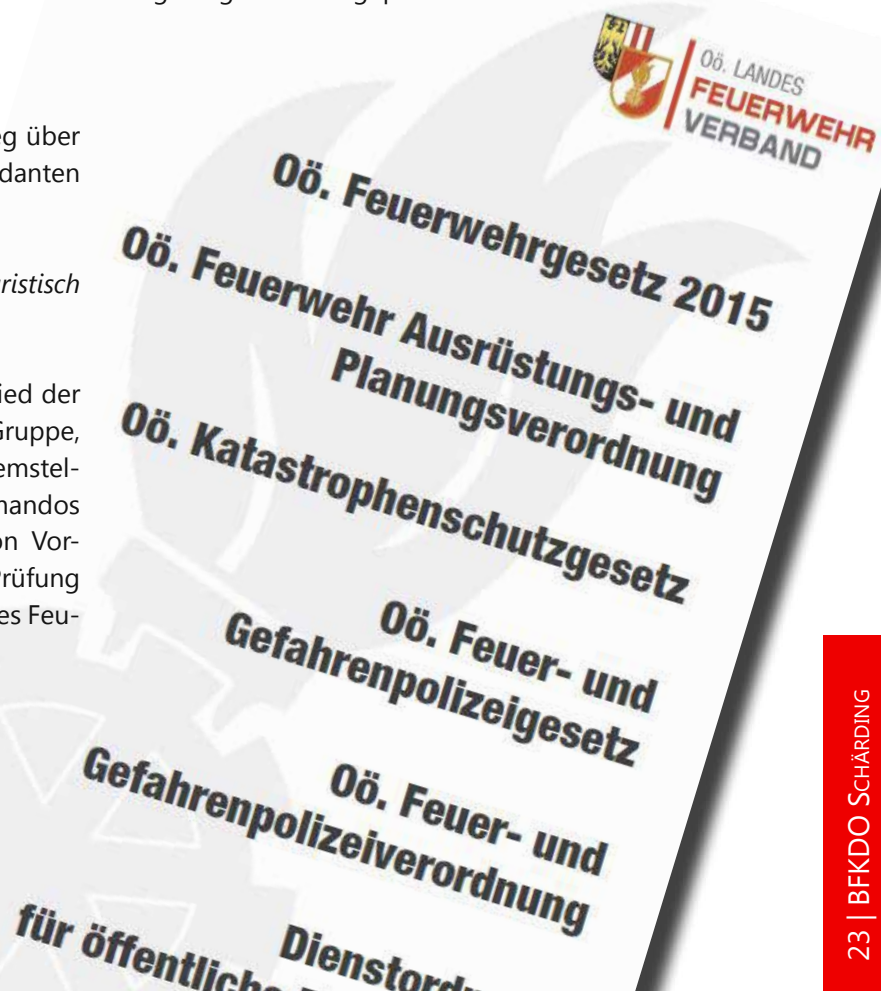 eg über
danten
ristisch
ied der
Gruppe,
emstel-
mandos
on Vor-
Prüfung
es Feu-
Oö. LANDES
FEUERWEHR
VERBAND
Oö. Feuerwehrgesetz 2015
Oö. Feuerwehr Ausrüstungs- und
Planungsverordnung
Oö. Katastrophenschutzgesetz
Oö. Feuer- und
Gefahrenpolizeigesetz
Oö. Feuer- und
Gefahrenpolizeiverordnung
Dienstord
für öffentliche
23 | BFKDO SCHÄRDING